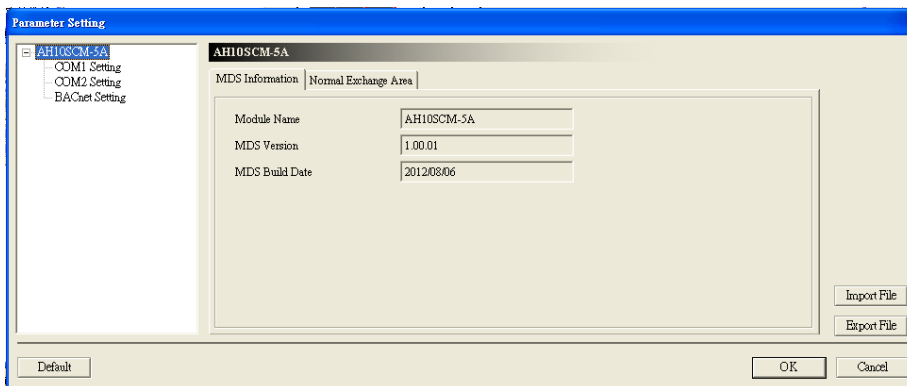 Parameter Setting
AH10SCM-5A
COM1 Setting
COM2 Setting
BACnet Setting
AH10SCM-5A
MDS Information
Normal Exchange Area
Module Name
AH10SCM-5A
MDS Version
1.00.01
MDS Build Date
2012/08/06
Import File
Export File
Default
OK
Cancel